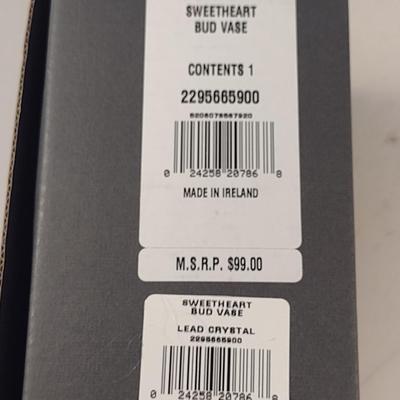 SWEETHEART
BUD VASE
CONTENTS 1
2295665900
5206075567920
0 24258 20786 8
MADE IN IRELAND
M.S.R.P. $99.00
SWEETHEART
BUD VASE
LEAD CRYSTAL
2295665900
0 24258 20786 8